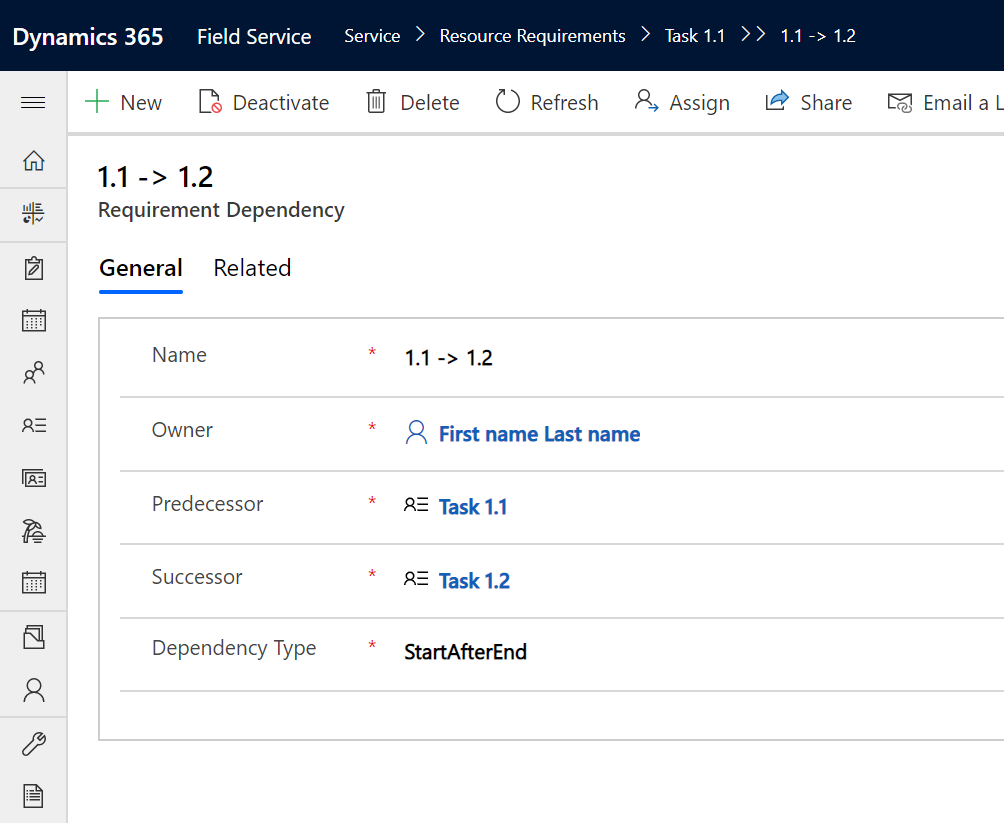 Dynamics 365 Field Service Service > Resource Requirements > Task 1.1 >> 1.1 -> 1.2
New Deactivate Delete Refresh Assign Share Email a L
1.1 -> 1.2
Requirement Dependency
General Related
Name * 1.1 -> 1.2
Owner * First name Last name
Predecessor * Task 1.1
Successor * Task 1.2
Dependency Type * StartAfterEnd